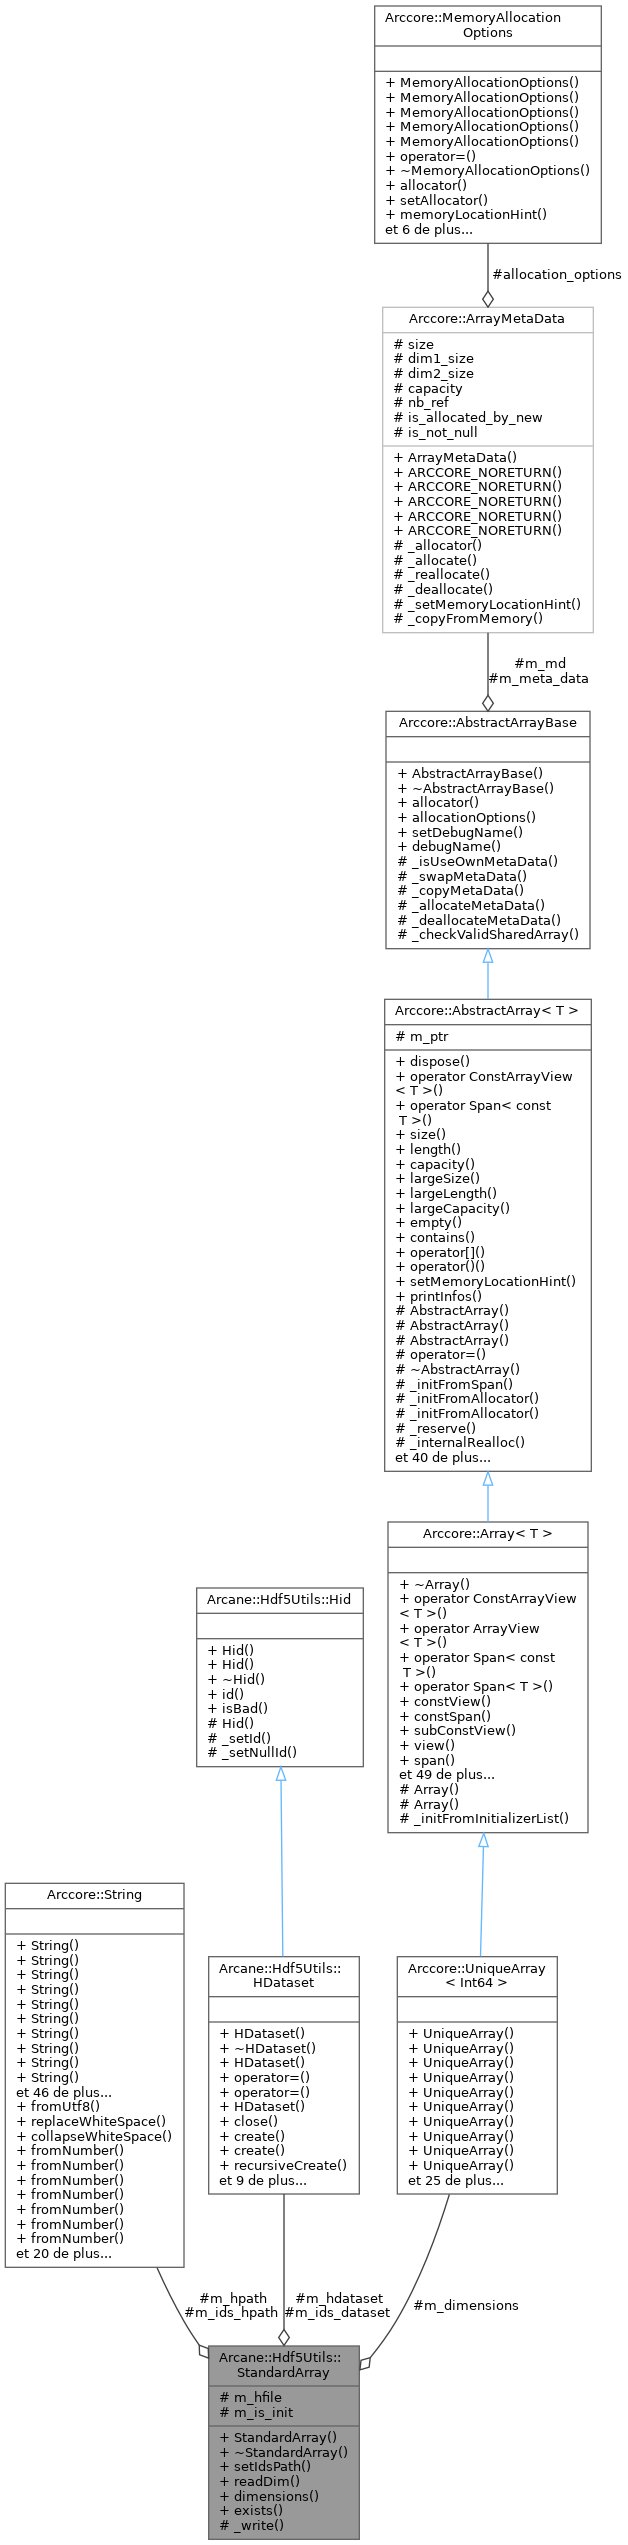 Arccore::MemoryAllocation
Options
+ MemoryAllocationOptions()
+ MemoryAllocationOptions()
+ MemoryAllocationOptions()
+ MemoryAllocationOptions()
+ MemoryAllocationOptions()
+ operator=()
+ ~MemoryAllocationOptions()
+ allocator()
+ setAllocator()
+ memoryLocationHint()
et 6 de plus...
#allocation_options
Arccore::ArrayMetaData
# size
# dim1_size
# dim2_size
# capacity
# nb_ref
# is_allocated_by_new
# is_not_null
+ ArrayMetaData()
+ ARCCORE_NORETURN()
+ ARCCORE_NORETURN()
+ ARCCORE_NORETURN()
+ ARCCORE_NORETURN()
+ ARCCORE_NORETURN()
# _allocator()
# _allocate()
# _reallocate()
# _deallocate()
# _setMemoryLocationHint()
# _copyFromMemory()
#m_md
#m_meta_data
Arccore::AbstractArrayBase
+ AbstractArrayBase()
+ ~AbstractArrayBase()
+ allocator()
+ allocationOptions()
+ setDebugName()
+ debugName()
# _isUseOwnMetaData()
# _swapMetaData()
# _copyMetaData()
# _allocateMetaData()
# _deallocateMetaData()
# _checkValidSharedArray()
Arccore::AbstractArray< T >
# m_ptr
+ dispose()
+ operator ConstArrayView
< T >()
+ operator Span< const
T >()
+ size()
+ length()
+ capacity()
+ largeSize()
+ largeLength()
+ largeCapacity()
+ empty()
+ contains()
+ operator[]()
+ operator()()
+ setMemoryLocationHint()
+ printInfos()
# AbstractArray()
# AbstractArray()
# AbstractArray()
# operator=()
# ~AbstractArray()
# _initFromSpan()
# _initFromAllocator()
# _initFromAllocator()
# _reserve()
# _internalRealloc()
et 40 de plus...
Arccore::Array< T >
+ ~Array()
+ operator ConstArrayView
< T >()
+ operator ArrayView
< T >()
+ operator Span< const
T >()
+ operator Span< T >()
+ constView()
+ constSpan()
+ subConstView()
+ view()
+ span()
et 49 de plus...
# Array()
# Array()
# _initFromInitializerList()
Arcane::Hdf5Utils::Hid
+ Hid()
+ Hid()
+ ~Hid()
+ id()
+ isBad()
# Hid()
# _setId()
# _setNullId()
Arccore::String
+ String()
+ String()
+ String()
+ String()
+ String()
+ String()
+ String()
+ String()
+ String()
+ String()
et 46 de plus...
+ fromUtf8()
+ replaceWhiteSpace()
+ collapseWhiteSpace()
+ fromNumber()
+ fromNumber()
+ fromNumber()
+ fromNumber()
+ fromNumber()
+ fromNumber()
+ fromNumber()
et 20 de plus...
Arcane::Hdf5Utils::
HDataset
+ HDataset()
+ ~HDataset()
+ HDataset()
+ operator=()
+ operator=()
+ HDataset()
+ close()
+ create()
+ create()
+ recursiveCreate()
et 9 de plus...
Arccore::UniqueArray
< Int64 >
+ UniqueArray()
+ UniqueArray()
+ UniqueArray()
+ UniqueArray()
+ UniqueArray()
+ UniqueArray()
+ UniqueArray()
+ UniqueArray()
+ UniqueArray()
+ UniqueArray()
et 25 de plus...
#m_hpath
#m_ids_hpath
#m_hdataset
#m_ids_dataset
#m_dimensions
Arcane::Hdf5Utils::
StandardArray
# m_hfile
# m_is_init
+ StandardArray()
+ ~StandardArray()
+ setIdsPath()
+ readDim()
+ dimensions()
+ exists()
# _write()